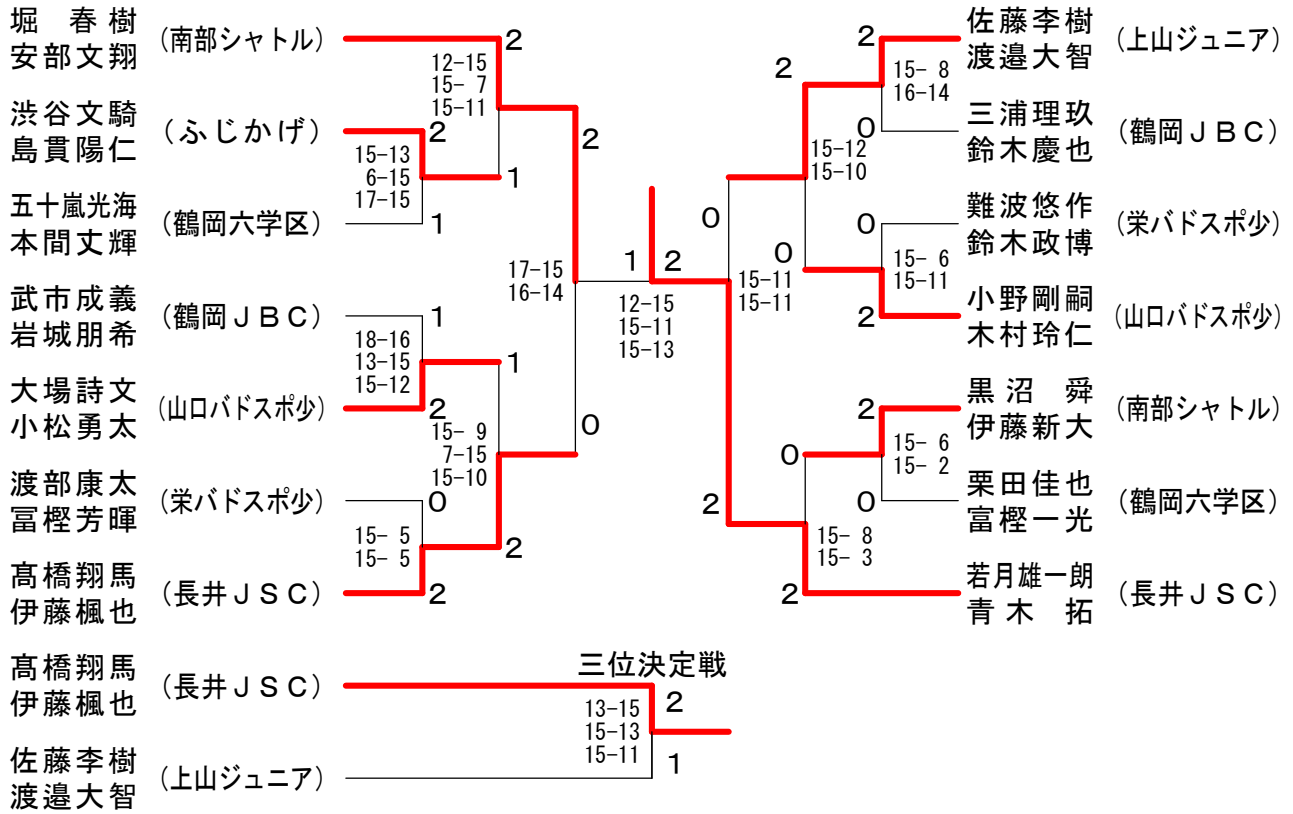 堀　春樹
安部文翔
(南部シャトル)
2
12-15
15- 7
15-11
渋谷文騎
島貫陽仁
(ふじかげ)
2
1
15-13
6-15
17-15
五十嵐光海
本間丈輝
(鶴岡六学区)
1
2
武市成義
岩城朋希
(鶴岡ＪＢＣ)
1
18-16
13-15
15-12
1
大場詩文
小松勇太
(山口バドスポ少)
2
15- 9
7-15
15-10
渡部康太
冨樫芳暉
(栄バドスポ少)
0
15- 5
15- 5
2
髙橋翔馬
伊藤楓也
(長井ＪＳＣ)
2
17-15
16-14
0
1
2
12-15
15-11
15-13
佐藤李樹
渡邉大智
(上山ジュニア)
2
15- 8
16-14
2
三浦理玖
鈴木慶也
(鶴岡ＪＢＣ)
0
15-12
15-10
難波悠作
鈴木政博
(栄バドスポ少)
0
15- 6
15-11
0
小野剛嗣
木村玲仁
(山口バドスポ少)
2
0
15-11
15-11
黒沼　舜
伊藤新大
(南部シャトル)
2
15- 6
15- 2
0
栗田佳也
富樫一光
(鶴岡六学区)
0
2
15- 8
15- 3
若月雄一朗
青木　拓
(長井ＪＳＣ)
2
三位決定戦
髙橋翔馬
伊藤楓也
(長井ＪＳＣ)
2
13-15
15-13
15-11
佐藤李樹
渡邉大智
(上山ジュニア)
1